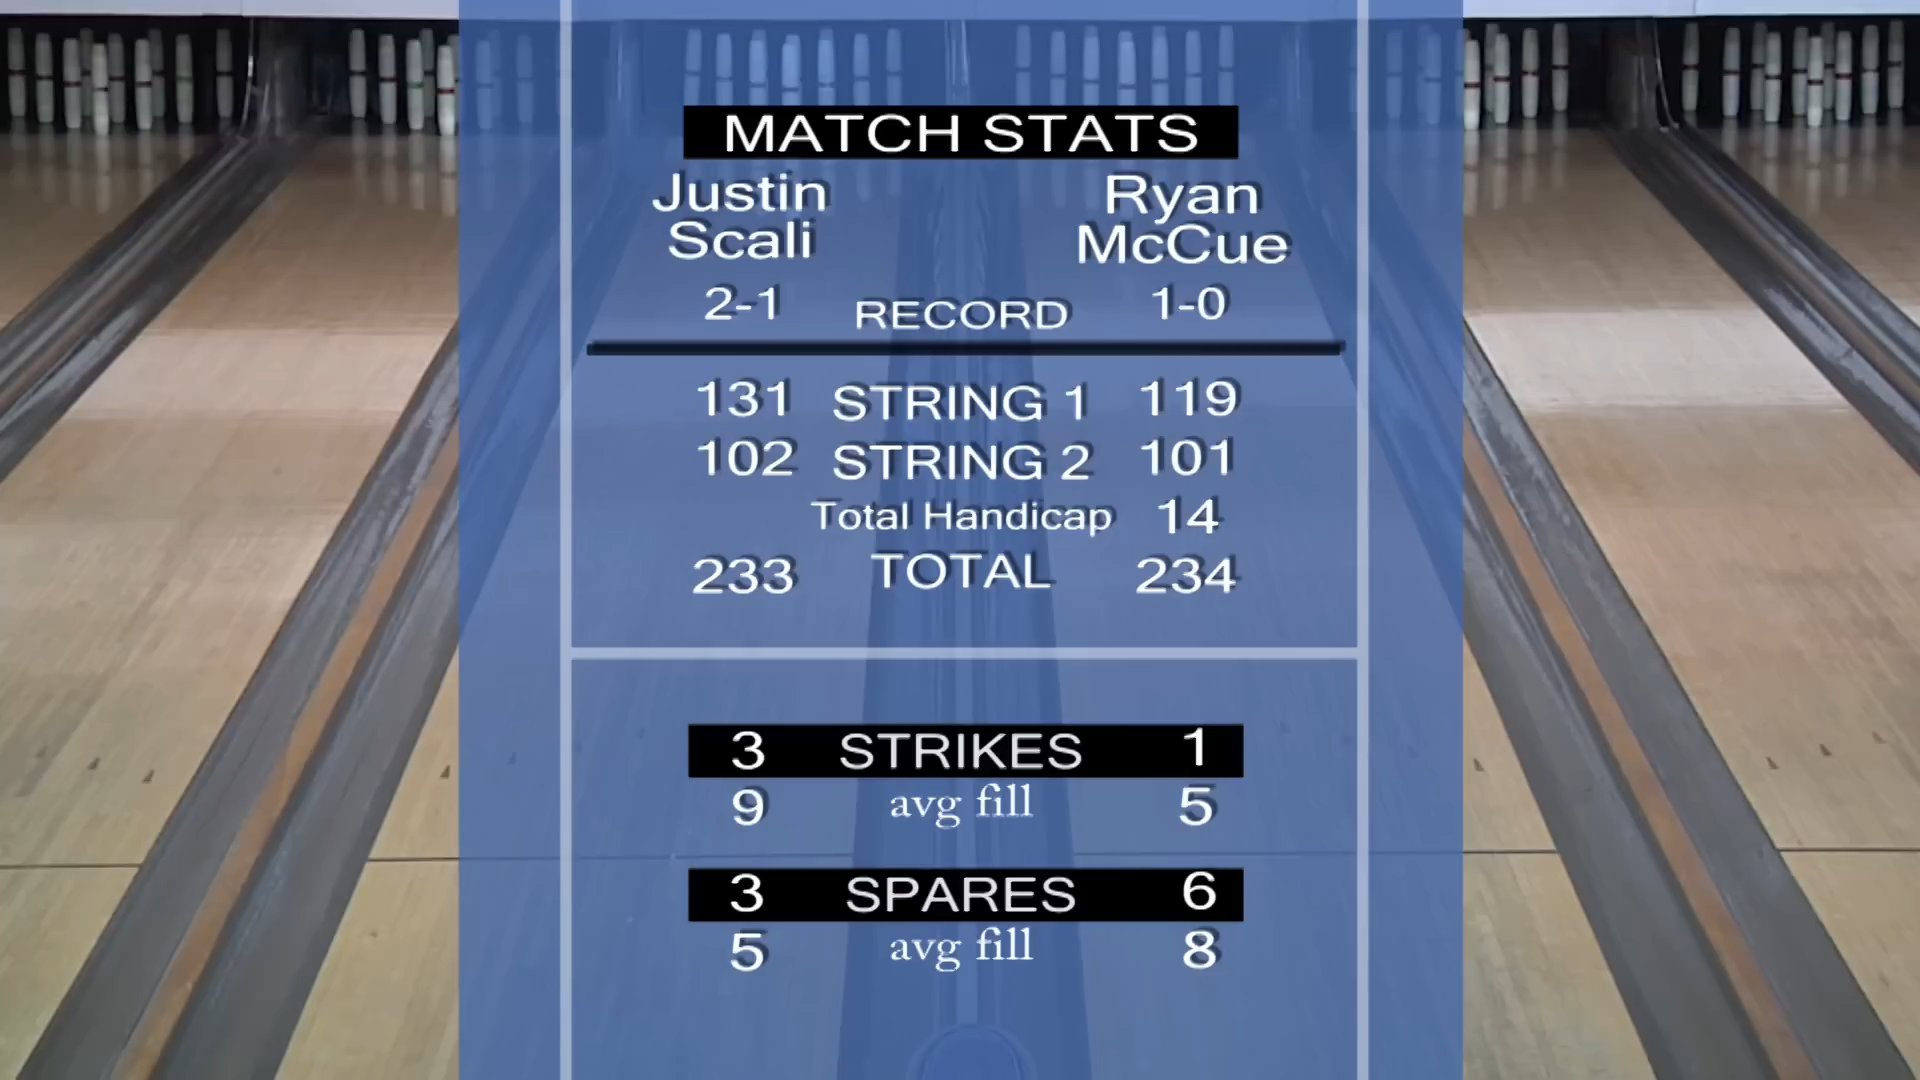 MATCH STATS
Justin Scali
Ryan McCue
2-1 RECORD 1-0
131 STRING 1 119
102 STRING 2 101
Total Handicap 14
233 TOTAL 234
3 STRIKES 1
9 avg fill 5
3 SPARES 6
5 avg fill 8